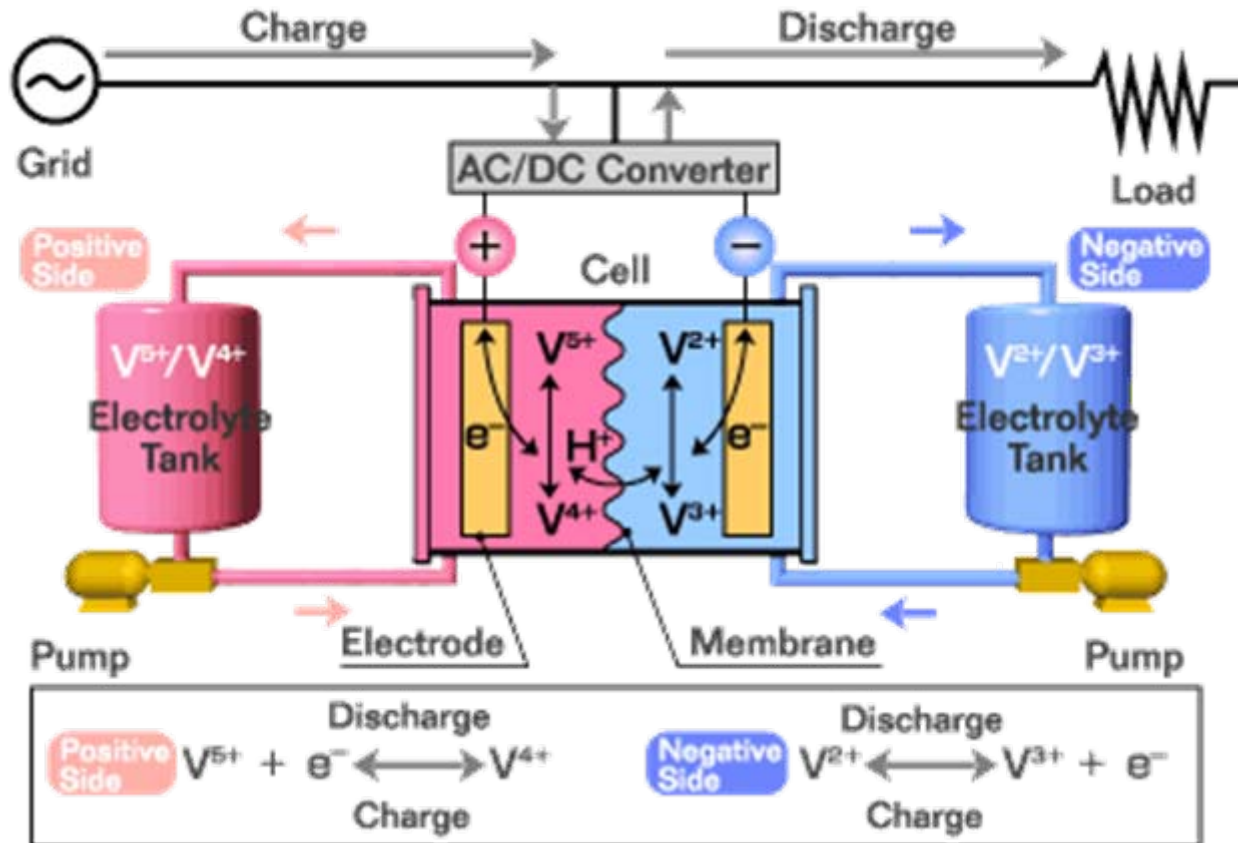 Charge
Discharge
Grid
AC/DC Converter
Load
Positive
Side
+
−
Negative
Side
Cell
V⁵⁺/V⁴⁺
Electrolyte
Tank
V⁵⁺
V²⁺
e⁻
H⁺
e⁻
V⁴⁺
V³⁺
V²⁺/V³⁺
Electrolyte
Tank
Electrode
Membrane
Pump
Pump
Discharge
Positive
Side
V⁵⁺ + e⁻ ⟷ V⁴⁺
Charge
Discharge
Negative
Side
V²⁺ ⟷ V³⁺ + e⁻
Charge